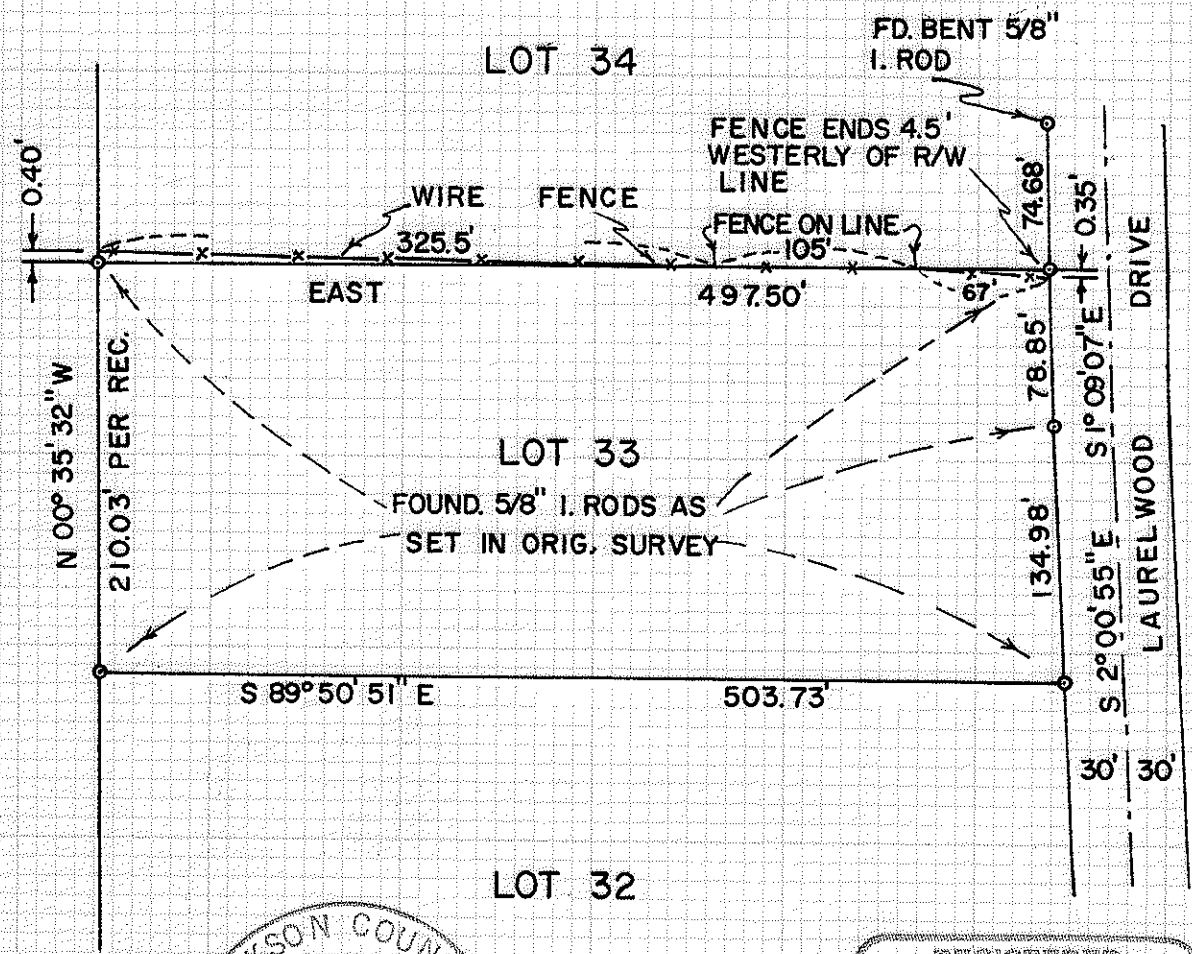 FD. BENT 5/8"
I. ROD
LOT 34
FENCE ENDS 4.5'
WESTERLY OF R/W
LINE
0.40'
WIRE FENCE
325.5'
FENCE ON LINE
105'
74.68'
0.35'
EAST
497.50'
67'
DRIVE
LAURELWOOD
N 00° 35' 32" W
210.03' PER REC.
78.85'
S 1° 09' 07" E
LOT 33
FOUND. 5/8" I. RODS AS
SET IN ORIG. SURVEY
134.98'
S 2° 00' 55" E
S 89° 50' 51" E
503.73'
30' 30'
LOT 32
KSON COUN